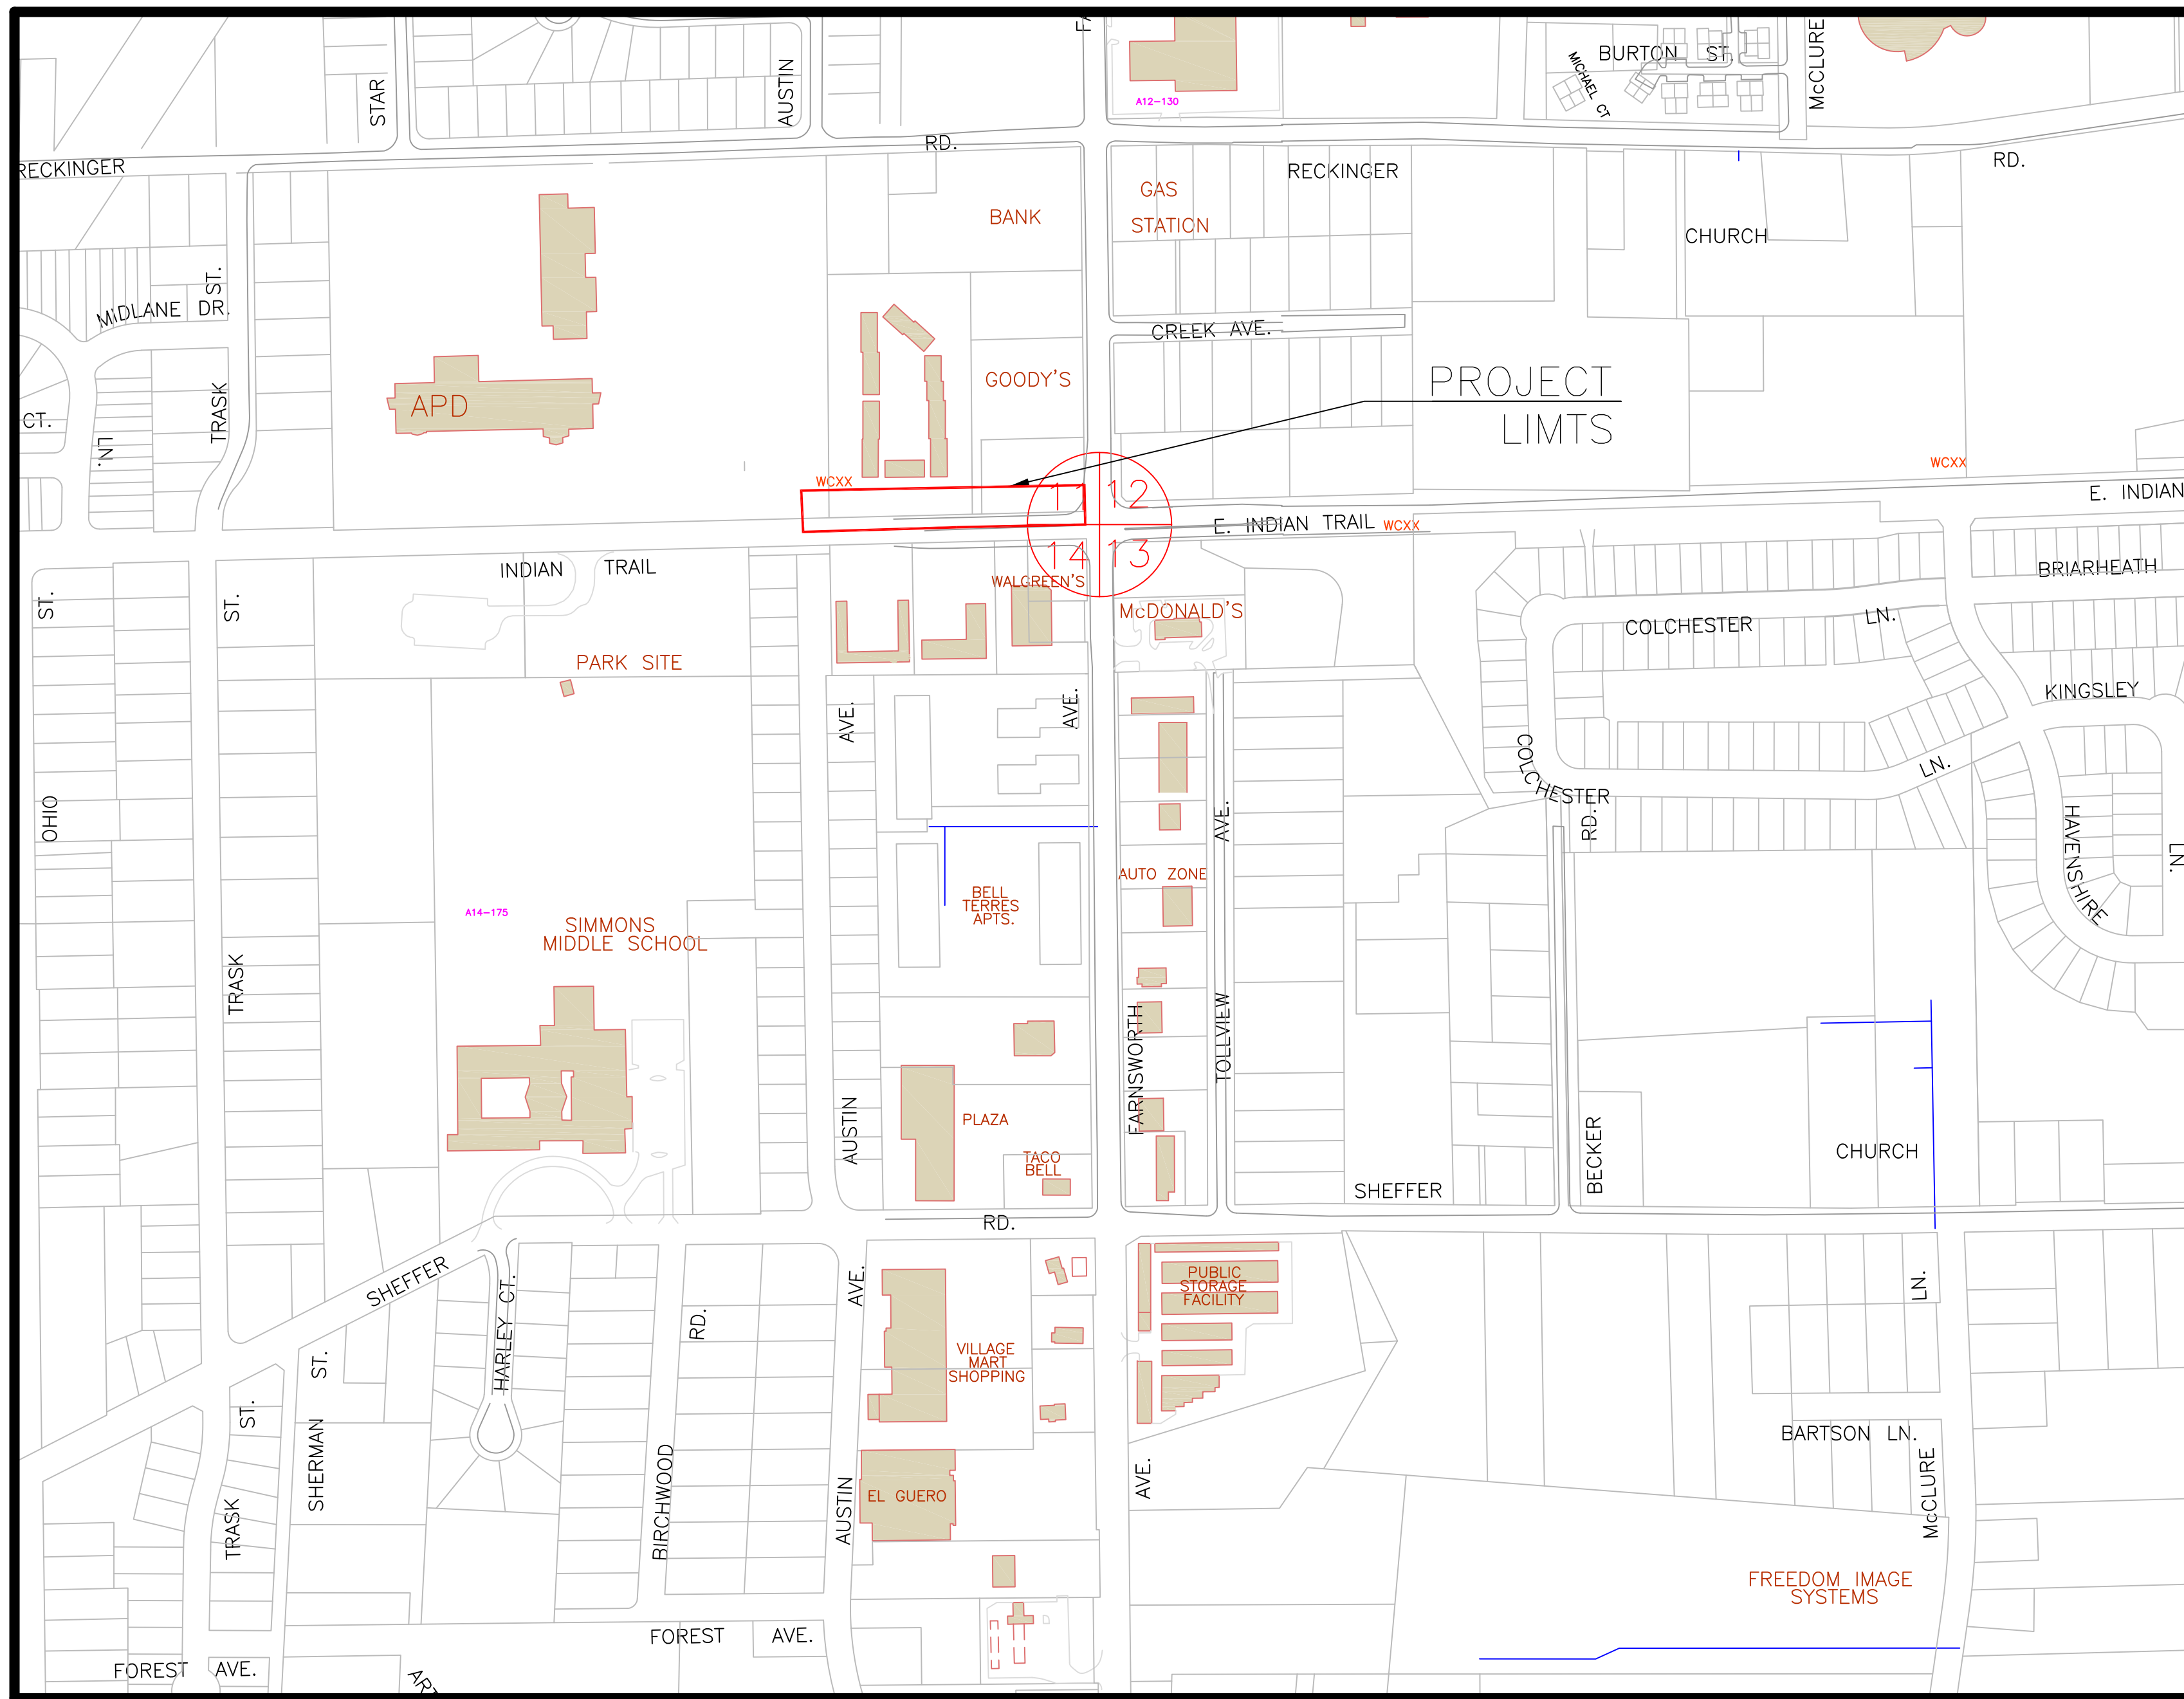 STAR
AUSTIN
BURTON ST.
MICHAEL CT
McCLURE
A12-130
RECKINGER
RD.
RECKINGER
RD.
BANK
GAS
STATION
CHURCH
ST.
MIDLANE DR.
CREEK AVE.
GOODY'S
PROJECT
LIMTS
APD
TRASK
CT.
LN.
WCXX
WCXX
11
12
14
13
E. INDIAN TRAIL
WCXX
E. INDIAN
INDIAN TRAIL
WALGREEN'S
McDONALD'S
ST.
ST.
PARK SITE
BRIARHEATH
COLCHESTER
LN.
KINGSLEY
AVE.
AVE.
COLCHESTER
LN.
OHIO
AVE.
RD.
HAVENSHIRE
LN.
AUTO ZONE
BELL
TERRES
APTS.
A14-175
SIMMONS
MIDDLE SCHOOL
TRASK
FARNSWORTH
TOLLVIEW
AUSTIN
PLAZA
TACO
BELL
BECKER
CHURCH
SHEFFER
RD.
SHEFFER
HARLEY CT.
AVE.
PUBLIC
STORAGE
FACILITY
LN.
RD.
ST.
VILLAGE
MART
SHOPPING
ST.
SHERMAN
TRASK
BIRCHWOOD
AUSTIN
AVE.
BARTSON LN.
McCLURE
EL GUERO
FREEDOM IMAGE
SYSTEMS
FOREST AVE.
FOREST AVE.